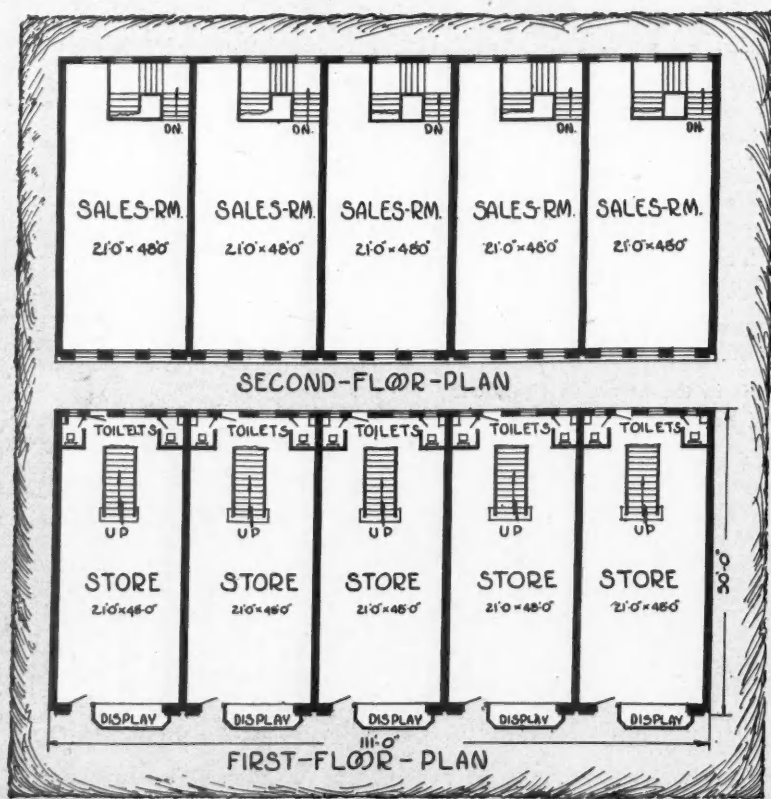 DN. DN. DN. DN. DN.
SALES-RM. SALES-RM. SALES-RM. SALES-RM. SALES-RM.
21'0"×48'0" 21'0"×48'0" 21'0"×48'0" 21'0"×48'0" 21'0"×48'0"
SECOND-FLOOR-PLAN
TOILETS TOILETS TOILETS TOILETS TOILETS
UP UP UP UP UP
STORE STORE STORE STORE STORE
21'0"×48'0" 21'0"×48'0" 21'0"×48'0" 21'0"×48'0" 21'0"×48'0"
50'-0"
DISPLAY DISPLAY DISPLAY DISPLAY DISPLAY
111'-0"
FIRST-FLOOR-PLAN